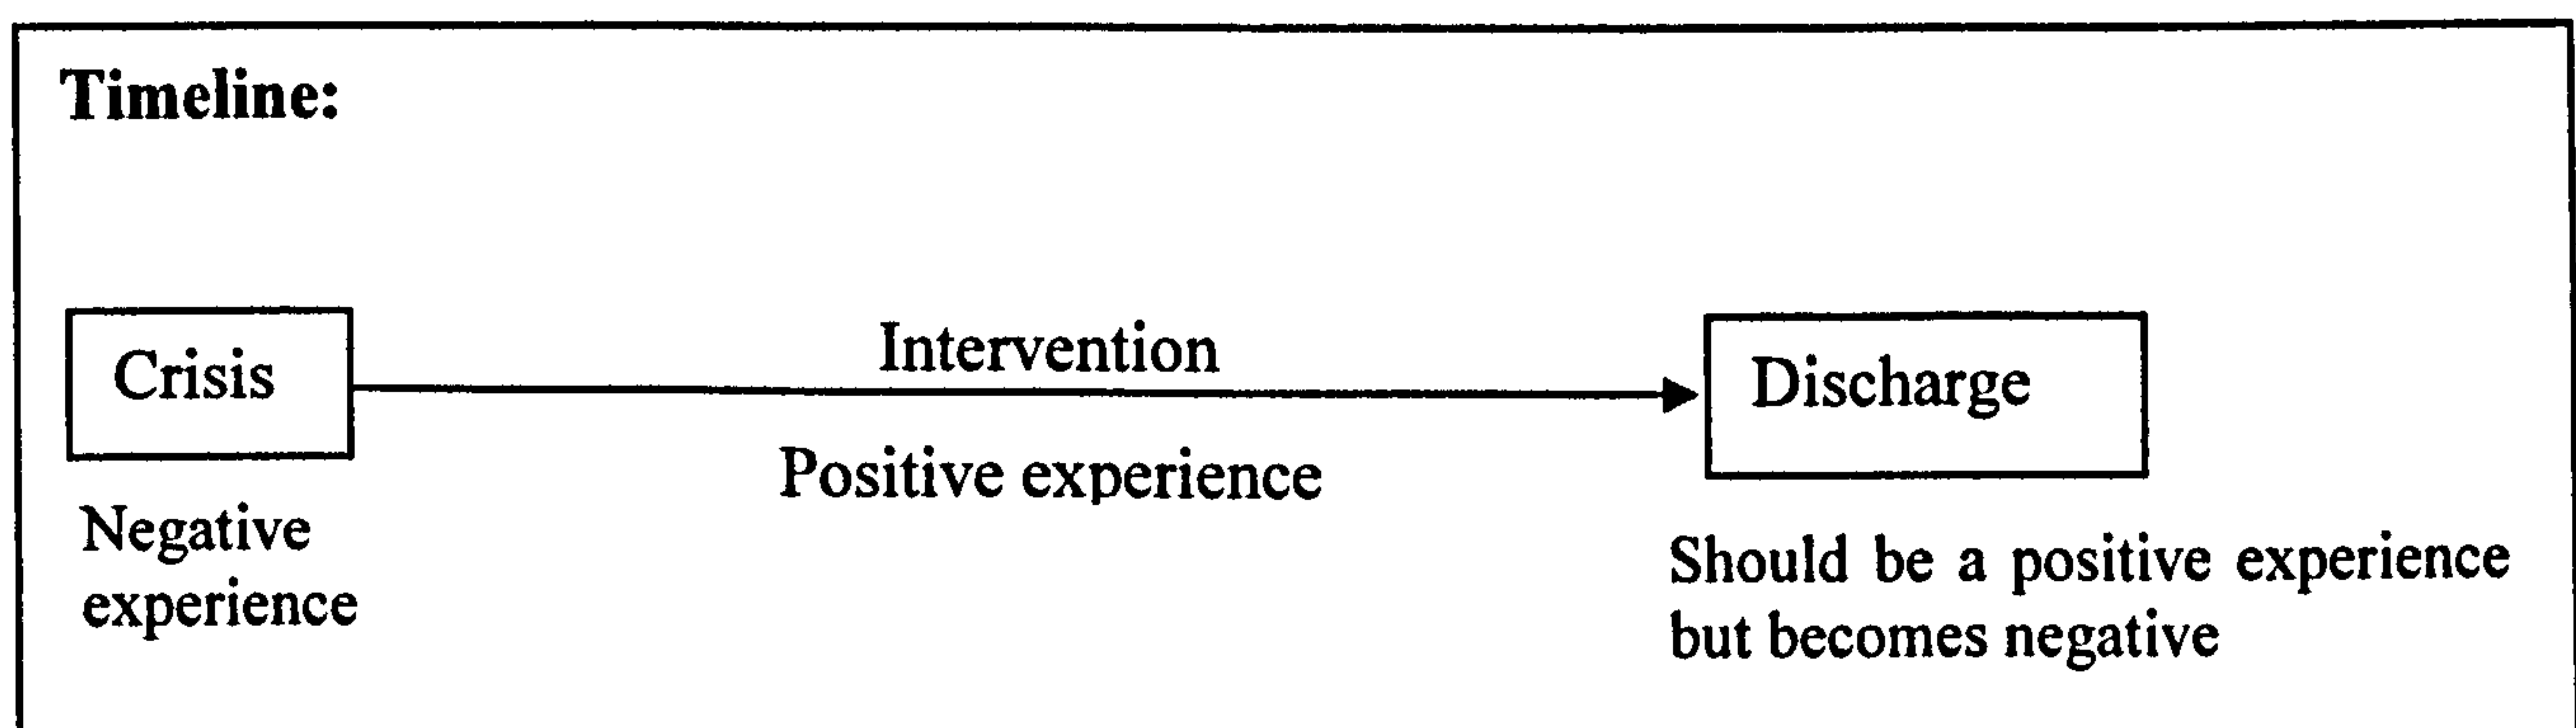 Timeline:
Intervention
Crisis
Discharge
Positive experience
Negative
experience
Should be a positive experience
but becomes negative